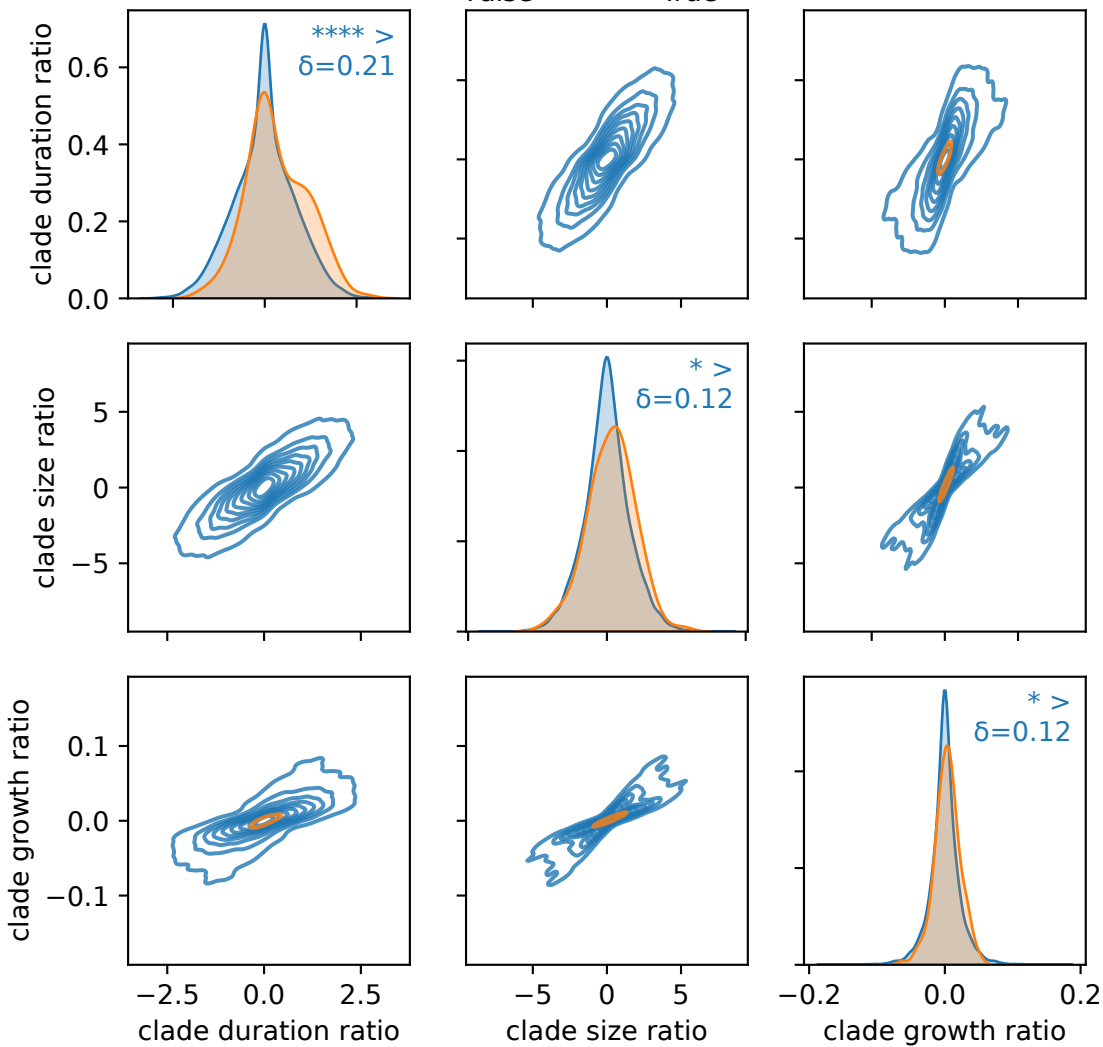 **** >
δ=0.21
clade duration ratio
0.6
0.4
0.2
0.0
* >
δ=0.12
clade size ratio
5
0
−5
* >
δ=0.12
clade growth ratio
0.1
0.0
−0.1
−2.5 0.0 2.5
−5 0 5
−0.2 0.0 0.2
clade duration ratio
clade size ratio
clade growth ratio